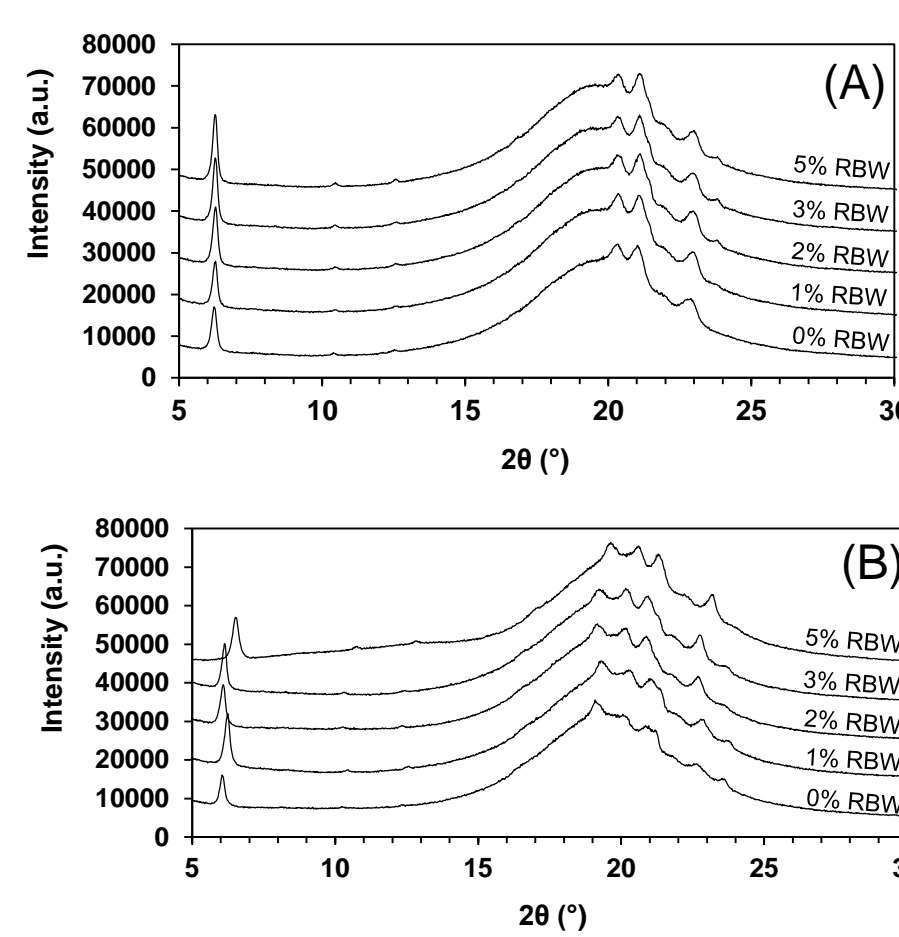 (A)
Intensity (a.u.)
80000
70000
60000
50000
40000
30000
20000
10000
0
5% RBW
3% RBW
2% RBW
1% RBW
0% RBW
5 10 15 20 25 30
2θ (°)
(B)
Intensity (a.u.)
80000
70000
60000
50000
40000
30000
20000
10000
0
5% RBW
3% RBW
2% RBW
1% RBW
0% RBW
5 10 15 20 25
2θ (°)